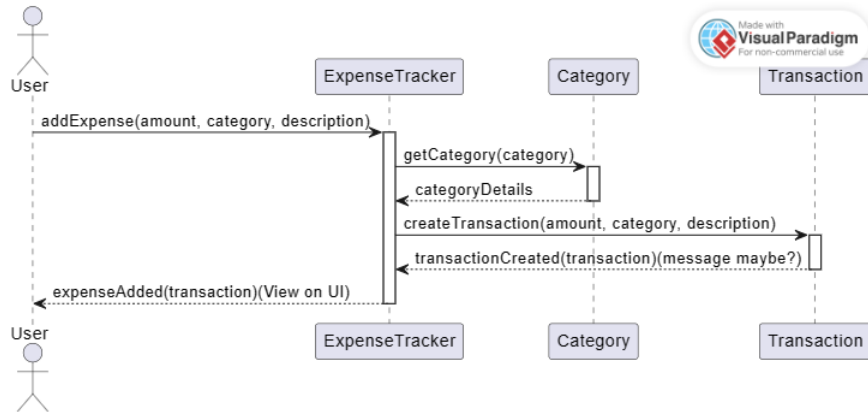 Made with
Visual Paradigm
For non-commercial use
User
ExpenseTracker
Category
Transaction
addExpense(amount, category, description)
getCategory(category)
categoryDetails
createTransaction(amount, category, description)
transactionCreated(transaction)(message maybe?)
expenseAdded(transaction)(View on UI)
User
ExpenseTracker
Category
Transaction